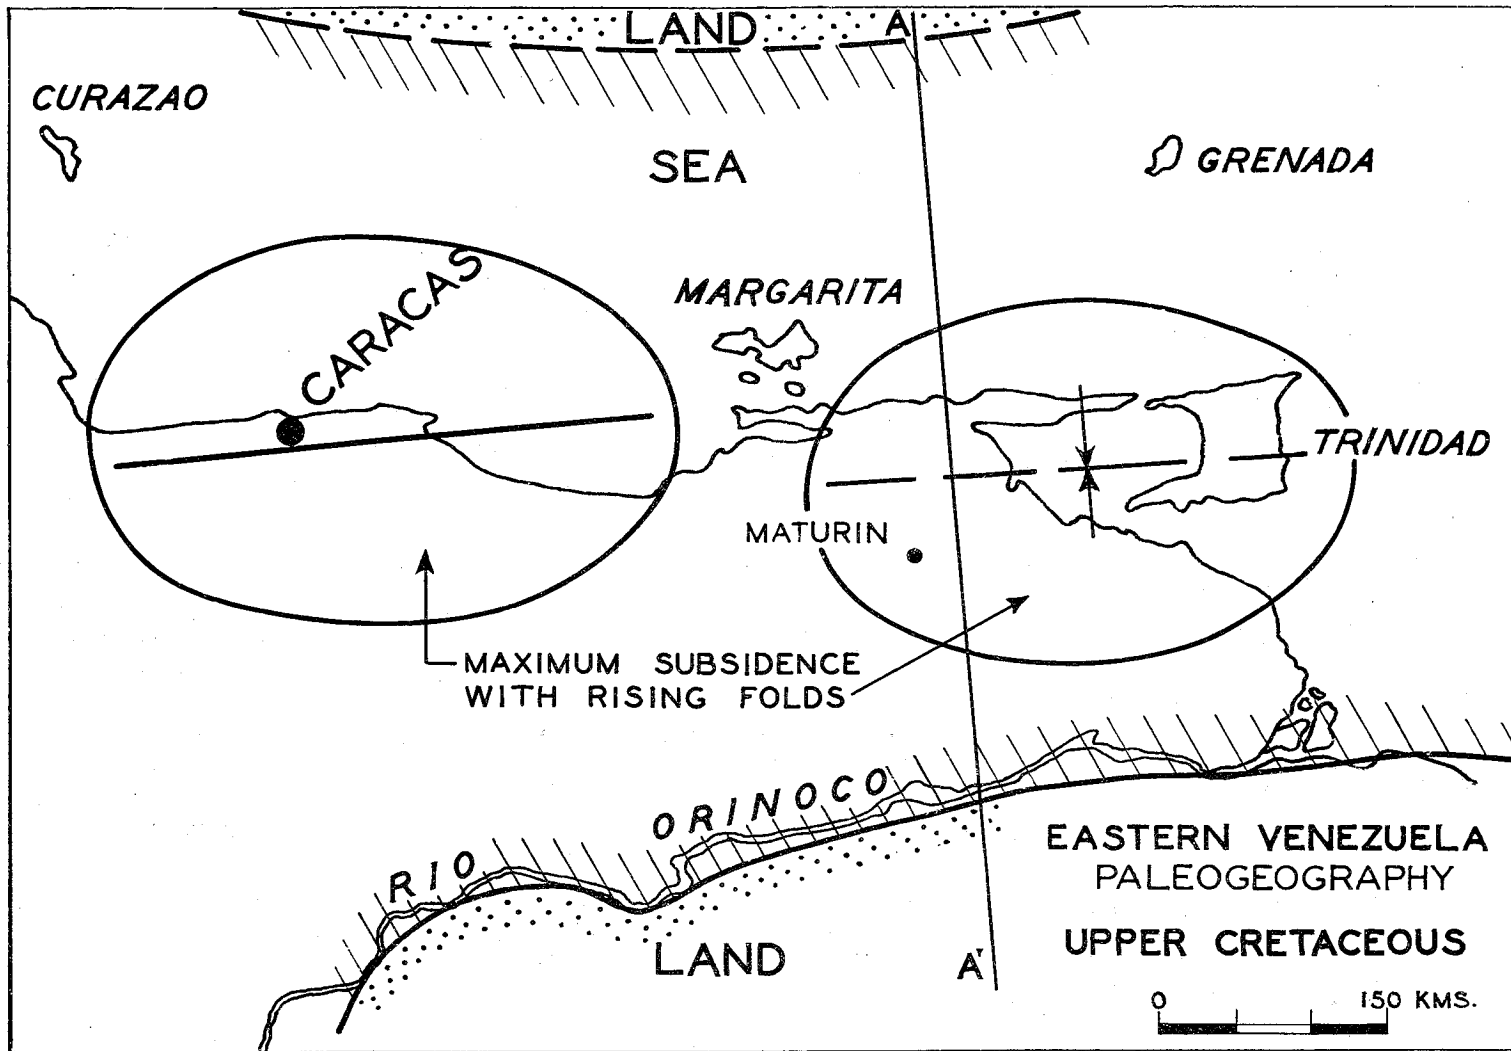 LAND
A
CURAZAO
SEA
GRENADA
CARACAS
MARGARITA
TRINIDAD
MATURIN
MAXIMUM SUBSIDENCE
WITH RISING FOLDS
RIO ORINOCO
EASTERN VENEZUELA
PALEOGEOGRAPHY
UPPER CRETACEOUS
LAND
A'
0 150 KMS.